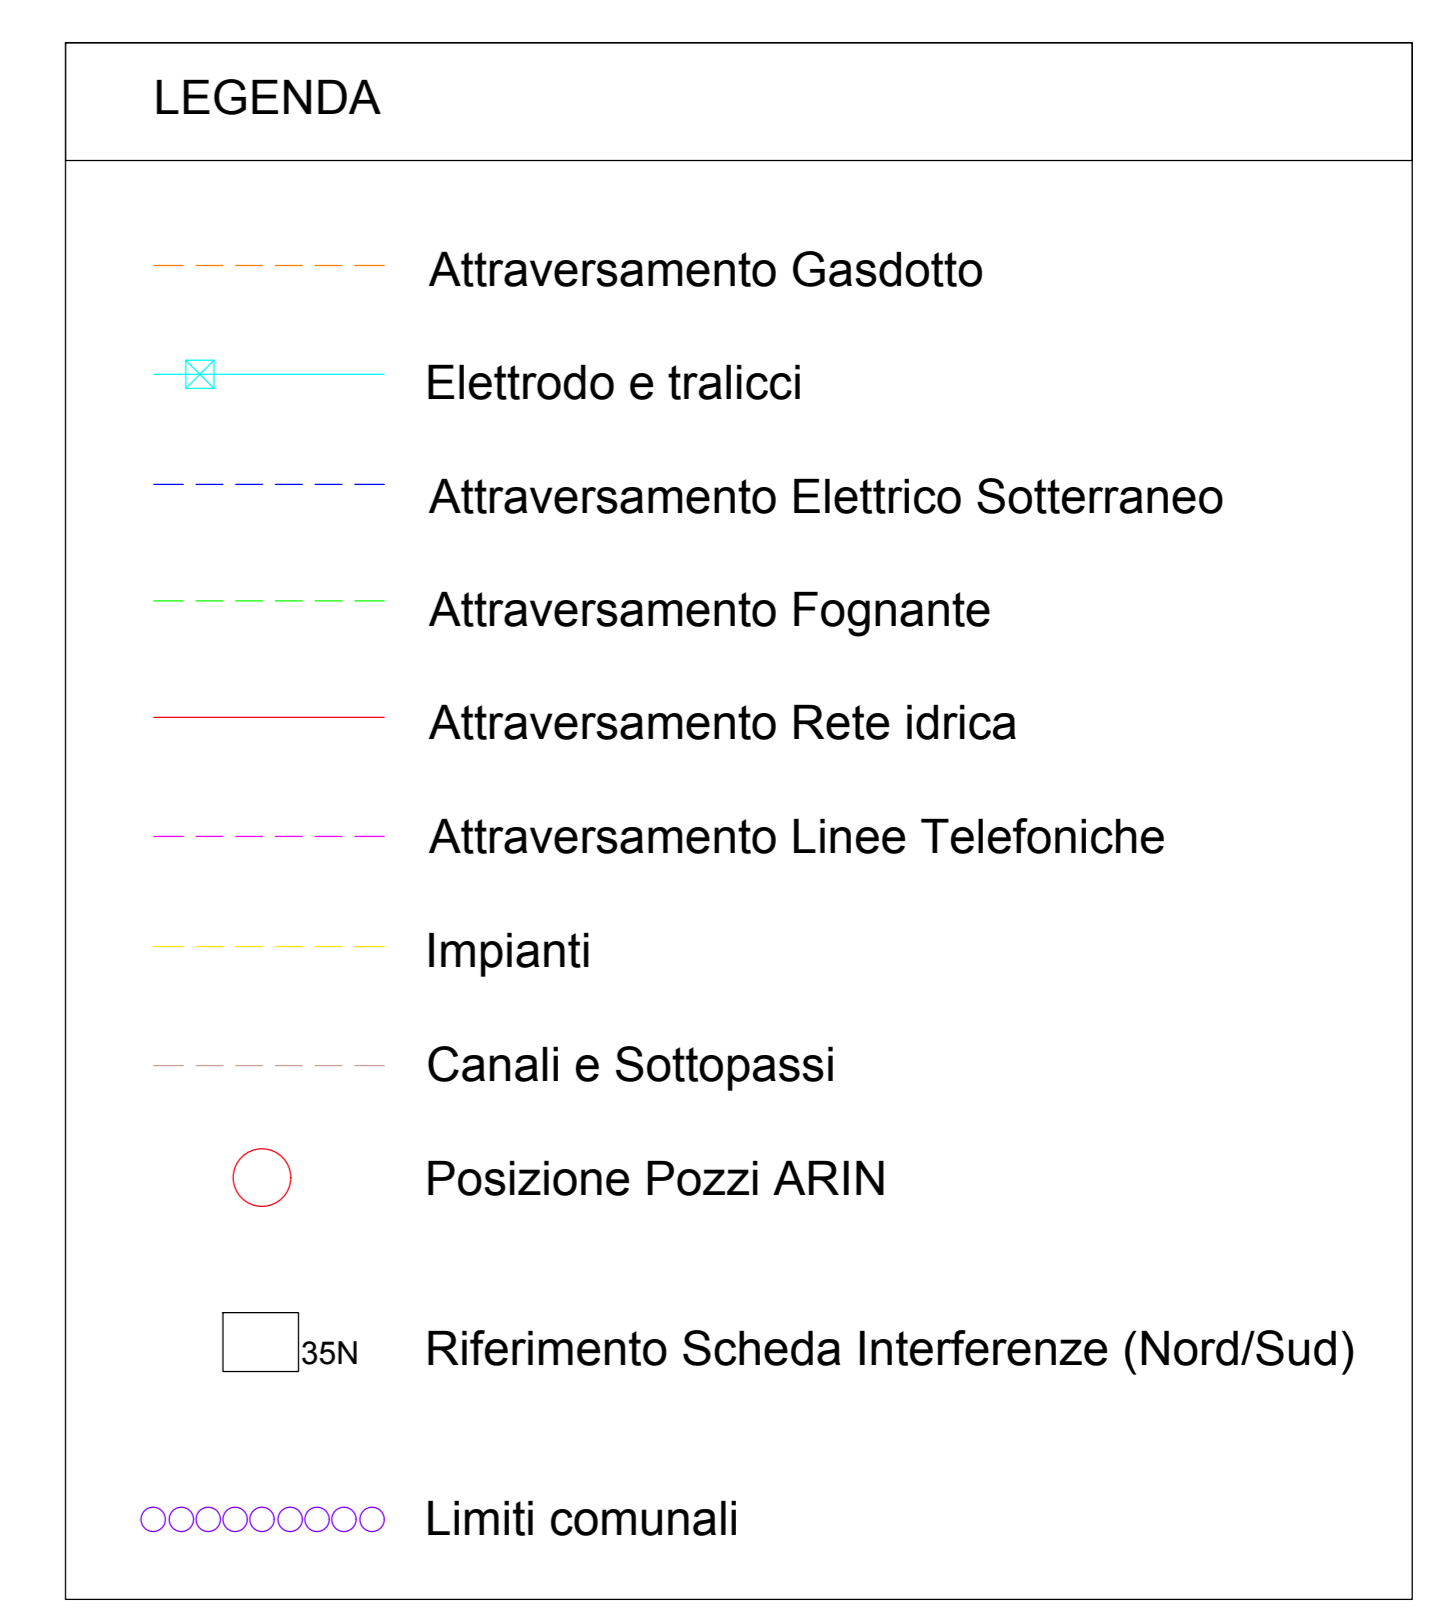 LEGENDA
Attraversamento Gasdotto
Elettrodo e tralicci
Attraversamento Elettrico Sotterraneo
Attraversamento Fognante
Attraversamento Rete idrica
Attraversamento Linee Telefoniche
Impianti
Canali e Sottopassi
Posizione Pozzi ARIN
35N Riferimento Scheda Interferenze (Nord/Sud)
Limiti comunali